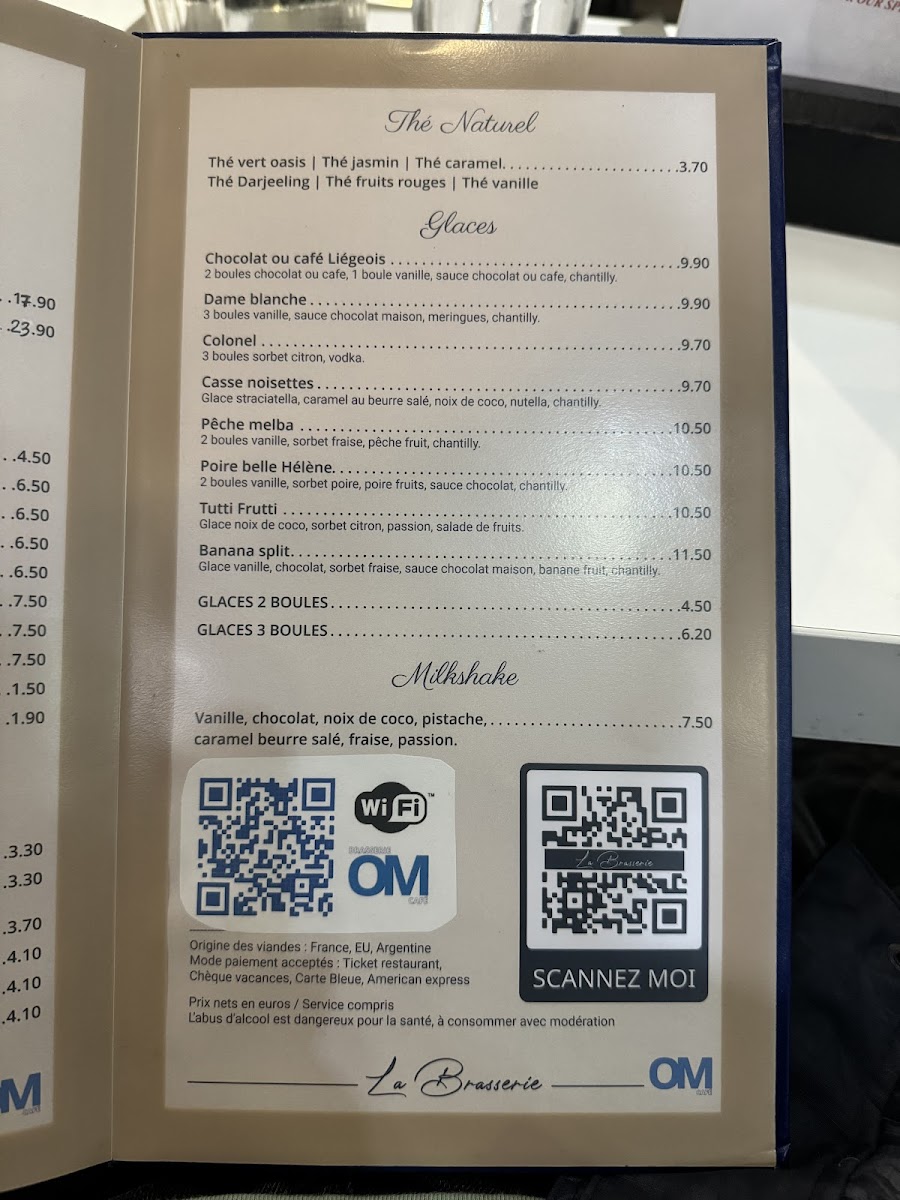 . .17.90
. .23.90
. .4.50
. .6.50
. .6.50
. .6.50
. .6.50
. .7.50
. .7.50
. .7.50
. .1.50
. .1.90
.3.30
.3.30
.3.70
.4.10
.4.10
.4.10
M
CAFÉ
Thé Naturel
Thé vert oasis | Thé jasmin | Thé caramel. . . . . . . . . . . . . . . . . . . . . . .3.70
Thé Darjeeling | Thé fruits rouges | Thé vanille
Glaces
Chocolat ou café Liégeois . . . . . . . . . . . . . . . . . . . . . . . . . . . . . . . . . . . . .9.90
2 boules chocolat ou cafe, 1 boule vanille, sauce chocolat ou cafe, chantilly.
Dame blanche . . . . . . . . . . . . . . . . . . . . . . . . . . . . . . . . . . . . . . . . . . . . . . .9.90
3 boules vanille, sauce chocolat maison, meringues, chantilly.
Colonel . . . . . . . . . . . . . . . . . . . . . . . . . . . . . . . . . . . . . . . . . . . . . . . . . . . . .9.70
3 boules sorbet citron, vodka.
Casse noisettes . . . . . . . . . . . . . . . . . . . . . . . . . . . . . . . . . . . . . . . . . . . . . .9.70
Glace straciatella, caramel au beurre salé, noix de coco, nutella, chantilly.
Pêche melba . . . . . . . . . . . . . . . . . . . . . . . . . . . . . . . . . . . . . . . . . . . . . . .10.50
2 boules vanille, sorbet fraise, pêche fruit, chantilly.
Poire belle Hélène. . . . . . . . . . . . . . . . . . . . . . . . . . . . . . . . . . . . . . . . . . .10.50
2 boules vanille, sorbet poire, poire fruits, sauce chocolat, chantilly.
Tutti Frutti . . . . . . . . . . . . . . . . . . . . . . . . . . . . . . . . . . . . . . . . . . . . . . . . .10.50
Glace noix de coco, sorbet citron, passion, salade de fruits.
Banana split. . . . . . . . . . . . . . . . . . . . . . . . . . . . . . . . . . . . . . . . . . . . . . . .11.50
Glace vanille, chocolat, sorbet fraise, sauce chocolat maison, banane fruit, chantilly.
GLACES 2 BOULES . . . . . . . . . . . . . . . . . . . . . . . . . . . . . . . . . . . . . . . . . . . .4.50
GLACES 3 BOULES . . . . . . . . . . . . . . . . . . . . . . . . . . . . . . . . . . . . . . . . . . . .6.20
Milkshake
Vanille, chocolat, noix de coco, pistache, . . . . . . . . . . . . . . . . . . . . . . . . .7.50
caramel beurre salé, fraise, passion.
Wi Fi ™
BRASSERIE
OM
CAFÉ
La Brasserie
SCANNEZ MOI
Origine des viandes : France, EU, Argentine
Mode paiement acceptés : Ticket restaurant,
Chèque vacances, Carte Bleue, American express
Prix nets en euros / Service compris
L'abus d'alcool est dangereux pour la santé, à consommer avec modération
La Brasserie
OM
CAFÉ